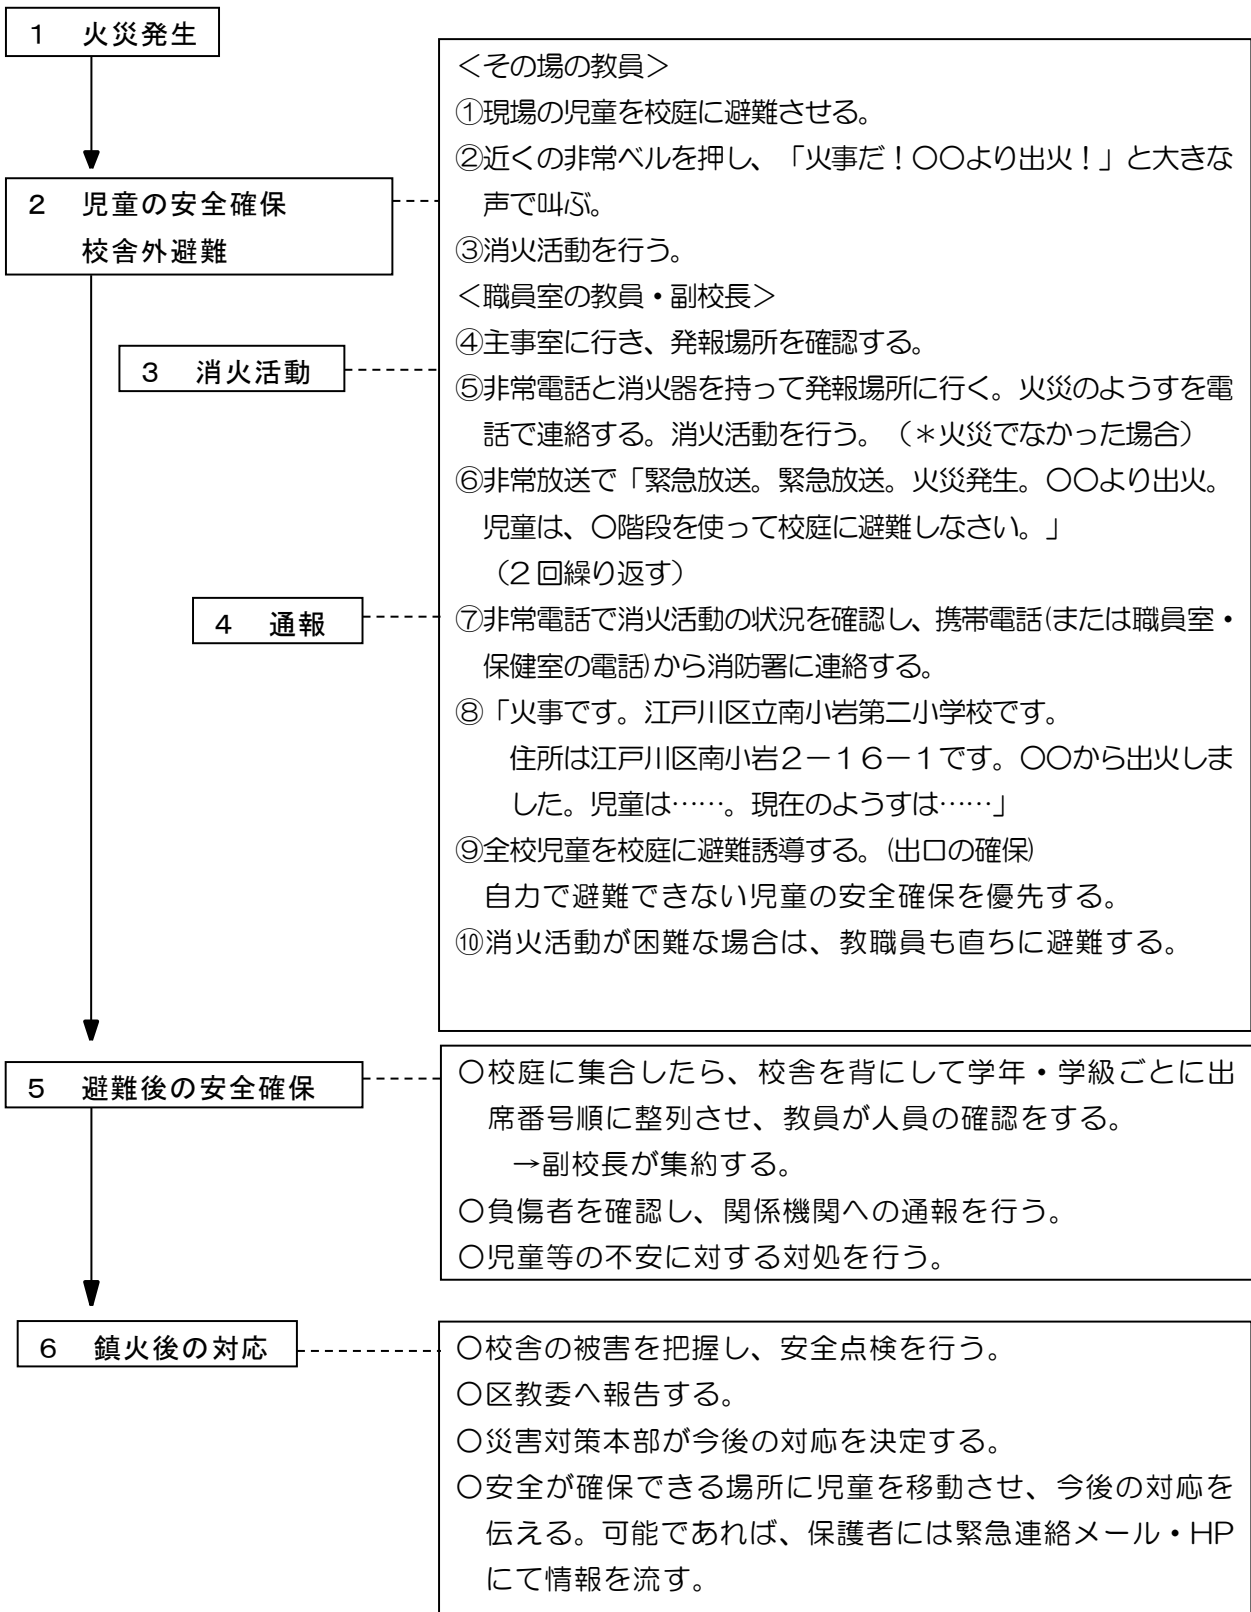 1 火災発生
2 児童の安全確保
校舎外避難
3 消火活動
4 通報
<その場の教員>
①現場の児童を校庭に避難させる。
②近くの非常ベルを押し、「火事だ!〇〇より出火!」と大きな
声で叫ぶ。
③消火活動を行う。
<職員室の教員・副校長>
④主事室に行き、発報場所を確認する。
⑤非常電話と消火器を持って発報場所に行く。火災のようすを電
話で連絡する。消火活動を行う。(*火災でなかった場合)
⑥非常放送で「緊急放送。緊急放送。火災発生。〇〇より出火。
児童は、〇階段を使って校庭に避難しなさい。」
(2回繰り返す)
⑦非常電話で消火活動の状況を確認し、携帯電話(または職員室・
保健室の電話)から消防署に連絡する。
⑧「火事です。江戸川区立南小岩第二小学校です。
住所は江戸川区南小岩2-16-1です。〇〇から出火しま
した。児童は……。現在のようすは……」
⑨全校児童を校庭に避難誘導する。(出口の確保)
自力で避難できない児童の安全確保を優先する。
⑩消火活動が困難な場合は、教職員も直ちに避難する。
5 避難後の安全確保
〇校庭に集合したら、校舎を背にして学年・学級ごとに出
席番号順に整列させ、教員が人員の確認をする。
→副校長が集約する。
〇負傷者を確認し、関係機関への通報を行う。
〇児童等の不安に対する対処を行う。
6 鎮火後の対応
〇校舎の被害を把握し、安全点検を行う。
〇区教委へ報告する。
〇災害対策本部が今後の対応を決定する。
〇安全が確保できる場所に児童を移動させ、今後の対応を
伝える。可能であれば、保護者には緊急連絡メール・HP
にて情報を流す。